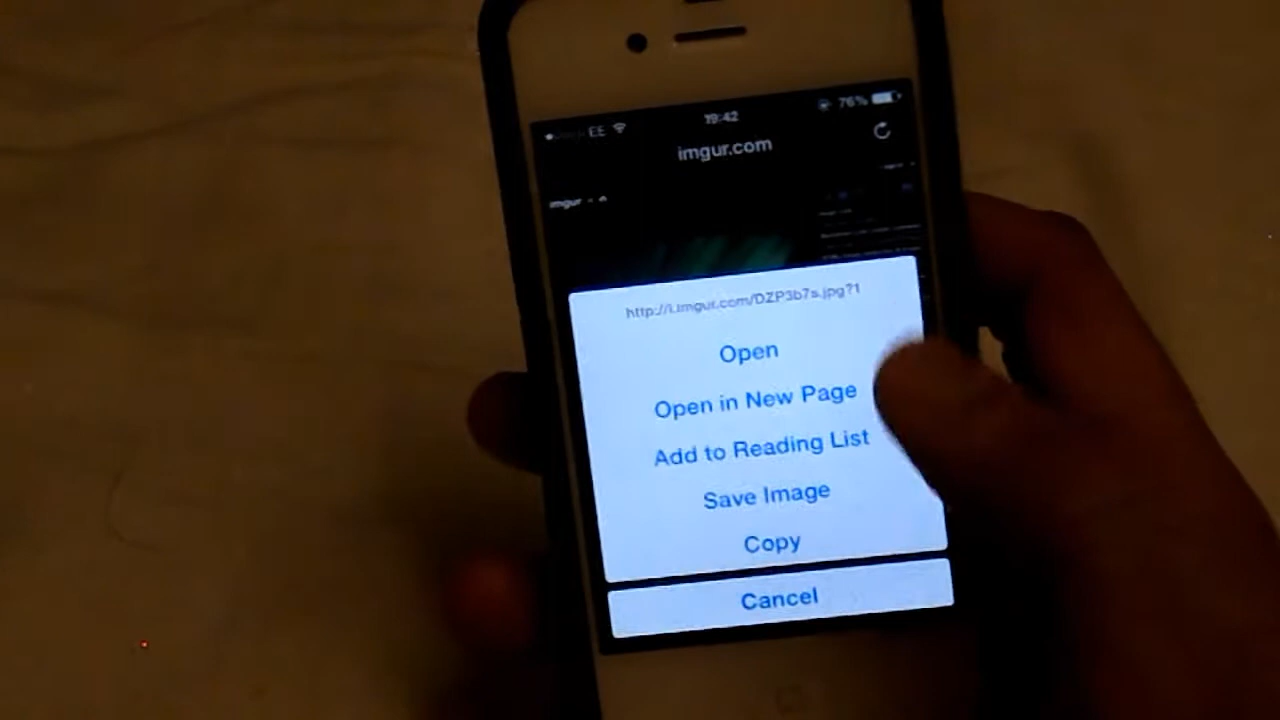 EE
19:42
76%
imgur.com
imgur
http://i.imgur.com/DZP3b7s.jpg?1
Open
Open in New Page
Add to Reading List
Save Image
Copy
Cancel